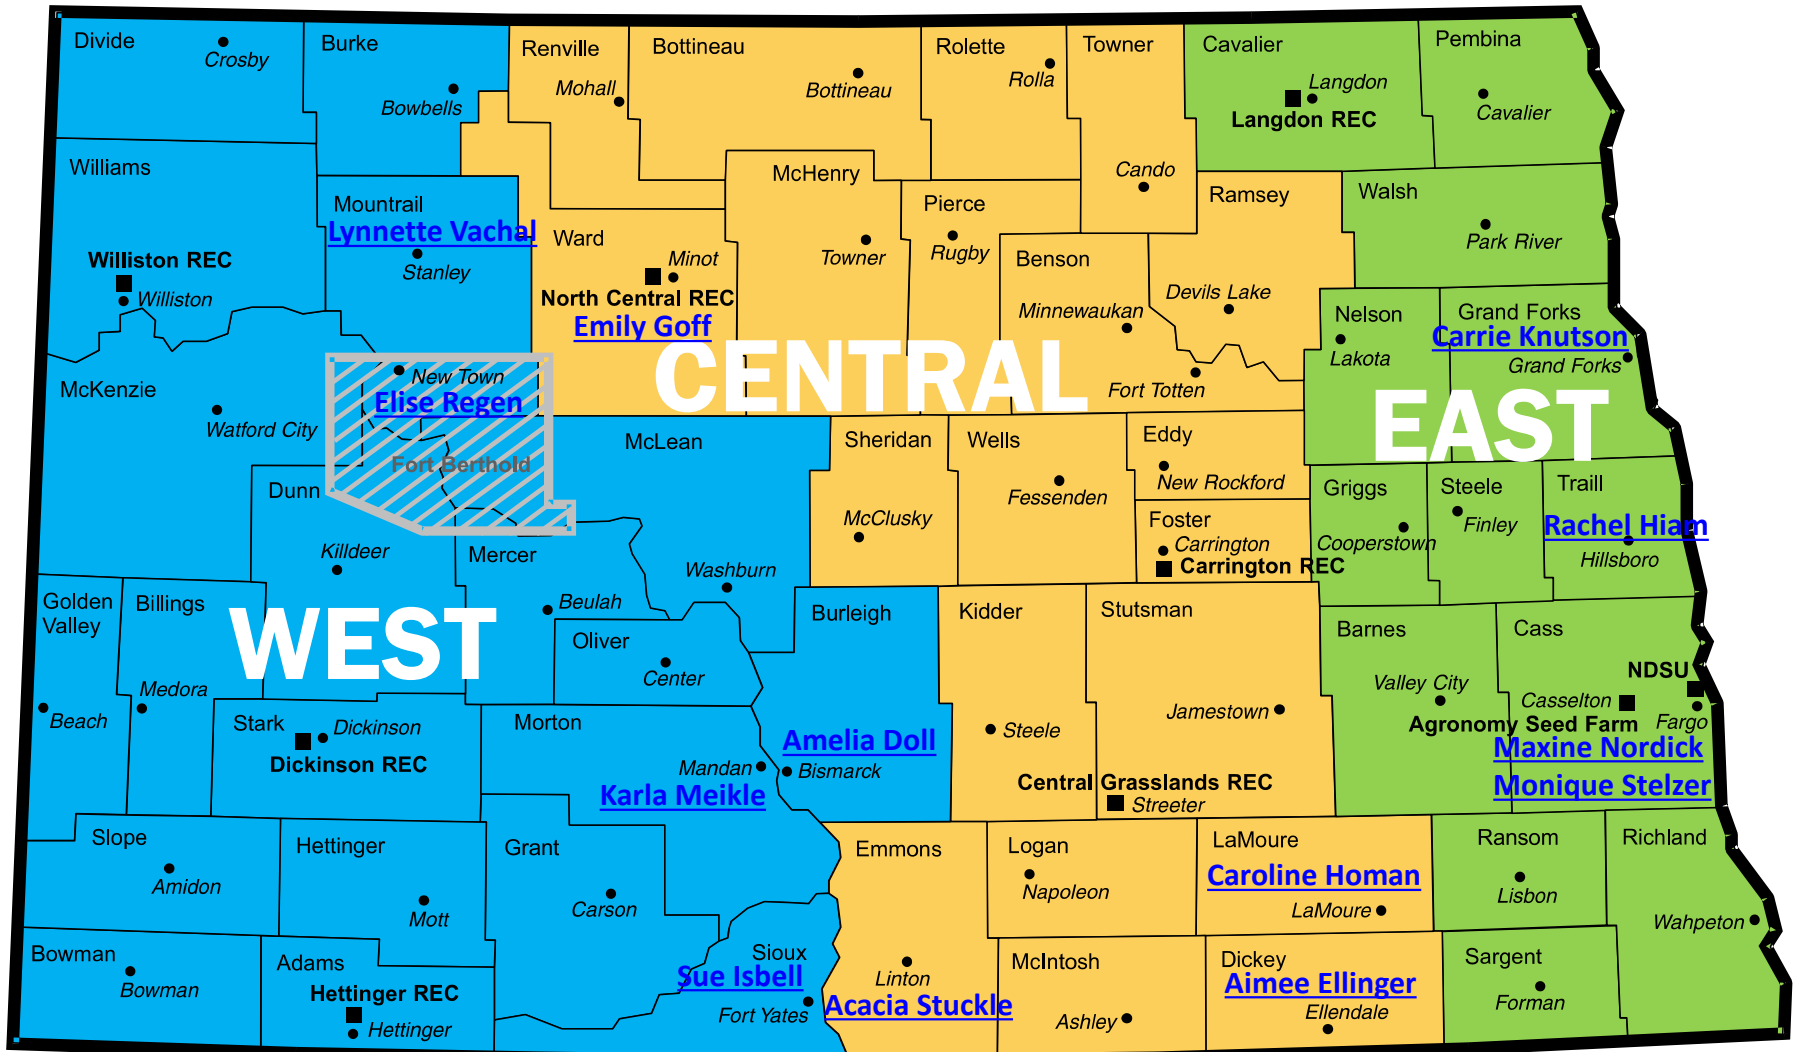 Divide
Crosby
Burke
Bowbells
Renville
Mohall
Bottineau
Bottineau
Rolette
Rolla
Towner
Cando
Cavalier
Langdon
Langdon REC
Pembina
Cavalier
Williams
Williston REC
Williston
Mountrail
Lynnette Vachal
Stanley
Ward
Minot
North Central REC
Emily Goff
McHenry
Towner
Pierce
Rugby
Benson
Minnewaukan
Fort Totten
Ramsey
Devils Lake
Walsh
Park River
Nelson
Lakota
Grand Forks
Carrie Knutson
Grand Forks
CENTRAL
EAST
McKenzie
Watford City
New Town
Elise Regen
Fort Berthold
McLean
Washburn
Sheridan
McClusky
Wells
Fessenden
Eddy
New Rockford
Foster
Carrington
Carrington REC
Griggs
Cooperstown
Steele
Finley
Traill
Rachel Hiam
Hillsboro
Dunn
Killdeer
Mercer
Beulah
WEST
Golden
Valley
Beach
Billings
Medora
Oliver
Center
Burleigh
Amelia Doll
Bismarck
Kidder
Steele
Stutsman
Jamestown
Central Grasslands REC
Streeter
Barnes
Valley City
Cass
NDSU
Casselton
Fargo
Agronomy Seed Farm
Maxine Nordick
Monique Stelzer
Stark
Dickinson
Dickinson REC
Morton
Mandan
Karla Meikle
Slope
Amidon
Hettinger
Mott
Grant
Carson
Emmons
Linton
Acacia Stuckle
Logan
Napoleon
LaMoure
Caroline Homan
LaMoure
Ransom
Lisbon
Richland
Wahpeton
Bowman
Bowman
Adams
Hettinger REC
Hettinger
Sioux
Sue Isbell
Fort Yates
McIntosh
Ashley
Dickey
Aimee Ellinger
Ellendale
Sargent
Forman